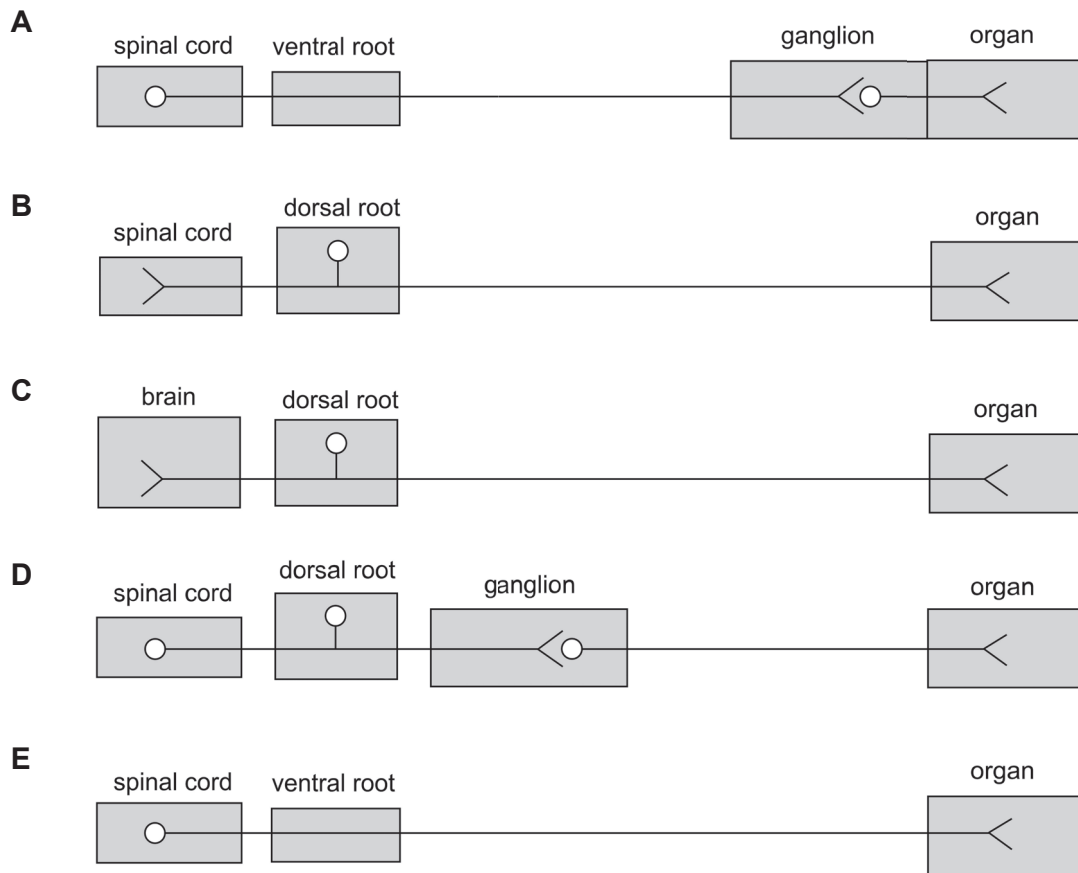 A
spinal cord
ventral root
ganglion
organ
B
spinal cord
dorsal root
organ
C
brain
dorsal root
organ
D
spinal cord
dorsal root
ganglion
organ
E
spinal cord
ventral root
organ